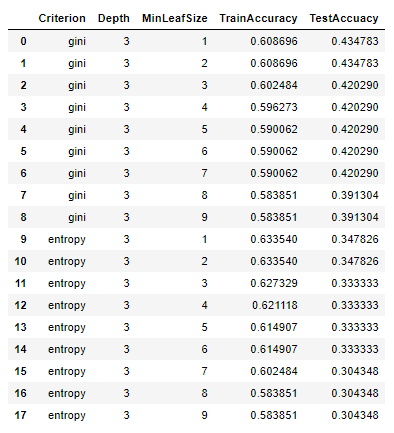 Criterion Depth MinLeafSize TrainAccuracy TestAccuacy
0 gini 3 1 0.608696 0.434783
1 gini 3 2 0.608696 0.434783
2 gini 3 3 0.602484 0.420290
3 gini 3 4 0.596273 0.420290
4 gini 3 5 0.590062 0.420290
5 gini 3 6 0.590062 0.420290
6 gini 3 7 0.590062 0.420290
7 gini 3 8 0.583851 0.391304
8 gini 3 9 0.583851 0.391304
9 entropy 3 1 0.633540 0.347826
10 entropy 3 2 0.633540 0.347826
11 entropy 3 3 0.627329 0.333333
12 entropy 3 4 0.621118 0.333333
13 entropy 3 5 0.614907 0.333333
14 entropy 3 6 0.614907 0.333333
15 entropy 3 7 0.602484 0.304348
16 entropy 3 8 0.583851 0.304348
17 entropy 3 9 0.583851 0.304348